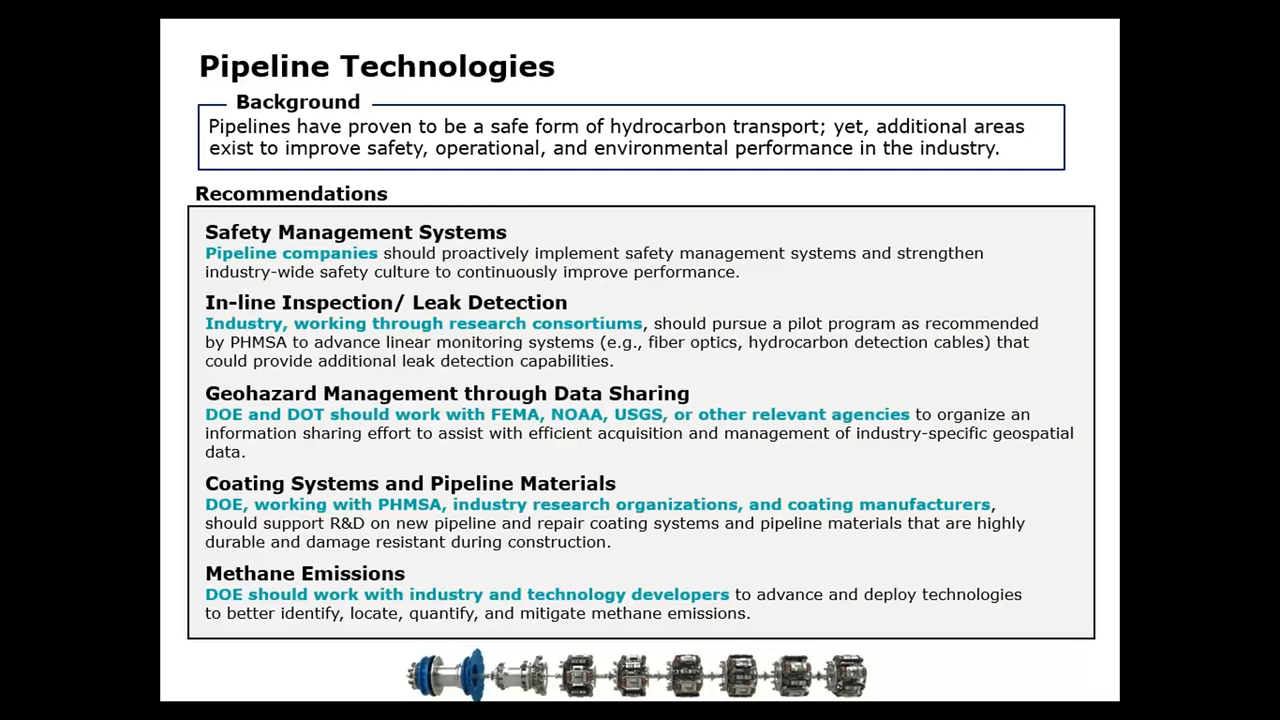 Pipeline Technologies
Background
Pipelines have proven to be a safe form of hydrocarbon transport; yet, additional areas
exist to improve safety, operational, and environmental performance in the industry.
Recommendations
Safety Management Systems
Pipeline companies should proactively implement safety management systems and strengthen
industry-wide safety culture to continuously improve performance.
In-line Inspection/ Leak Detection
Industry, working through research consortiums, should pursue a pilot program as recommended
by PHMSA to advance linear monitoring systems (e.g., fiber optics, hydrocarbon detection cables) that
could provide additional leak detection capabilities.
Geohazard Management through Data Sharing
DOE and DOT should work with FEMA, NOAA, USGS, or other relevant agencies to organize an
information sharing effort to assist with efficient acquisition and management of industry-specific geospatial
data.
Coating Systems and Pipeline Materials
DOE, working with PHMSA, industry research organizations, and coating manufacturers,
should support R&D on new pipeline and repair coating systems and pipeline materials that are highly
durable and damage resistant during construction.
Methane Emissions
DOE should work with industry and technology developers to advance and deploy technologies
to better identify, locate, quantify, and mitigate methane emissions.